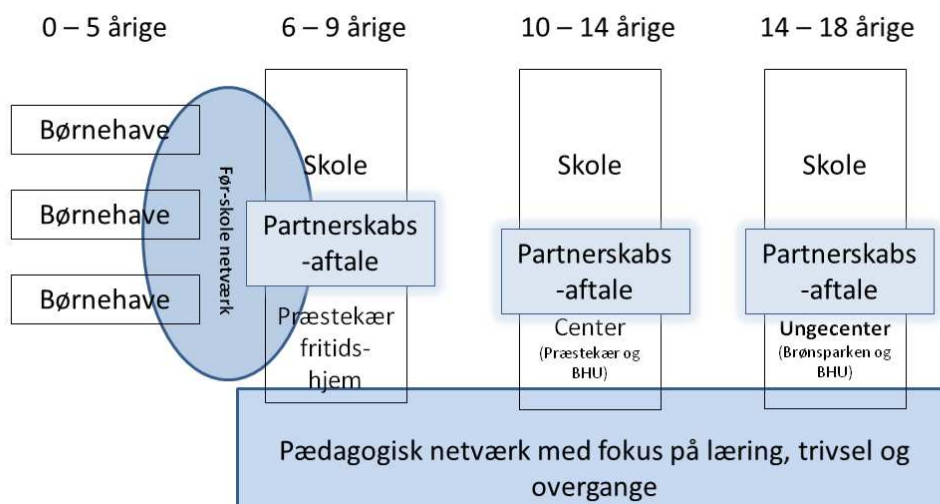 0 – 5 årige
6 – 9 årige
10 – 14 årige
14 – 18 årige
Børnehave
Børnehave
Børnehave
Før-skole netværk
Skole
Partnerskabs
-aftale
Præstekær
fritids-
hjem
Skole
Partnerskabs
-aftale
Center
(Præstekær og
BHU)
Skole
Partnerskabs
-aftale
Ungecenter
(Brønsparken og
BHU)
Pædagogisk netværk med fokus på læring, trivsel og
overgange